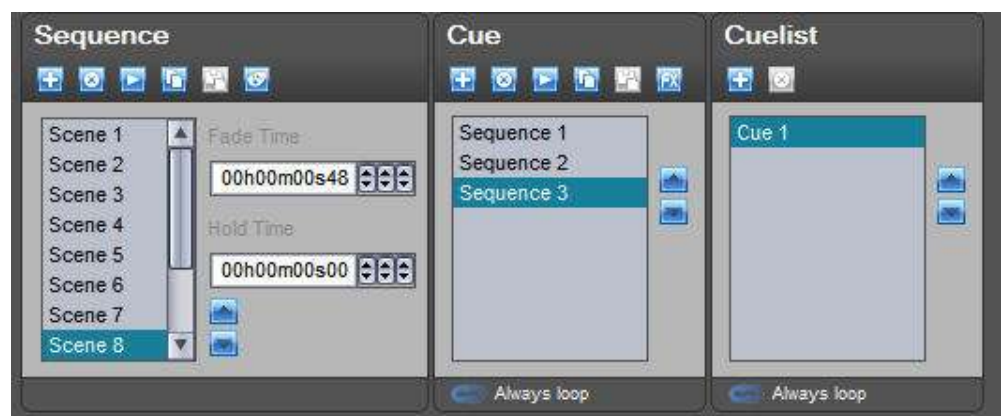 Sequence
Scene 1
Scene 2
Scene 3
Scene 4
Scene 5
Scene 6
Scene 7
Scene 8
Fade Time
00h00m00s48
Hold Time
00h00m00s00
Cue
FX
Sequence 1
Sequence 2
Sequence 3
Always loop
Cuelist
Cue 1
Always loop